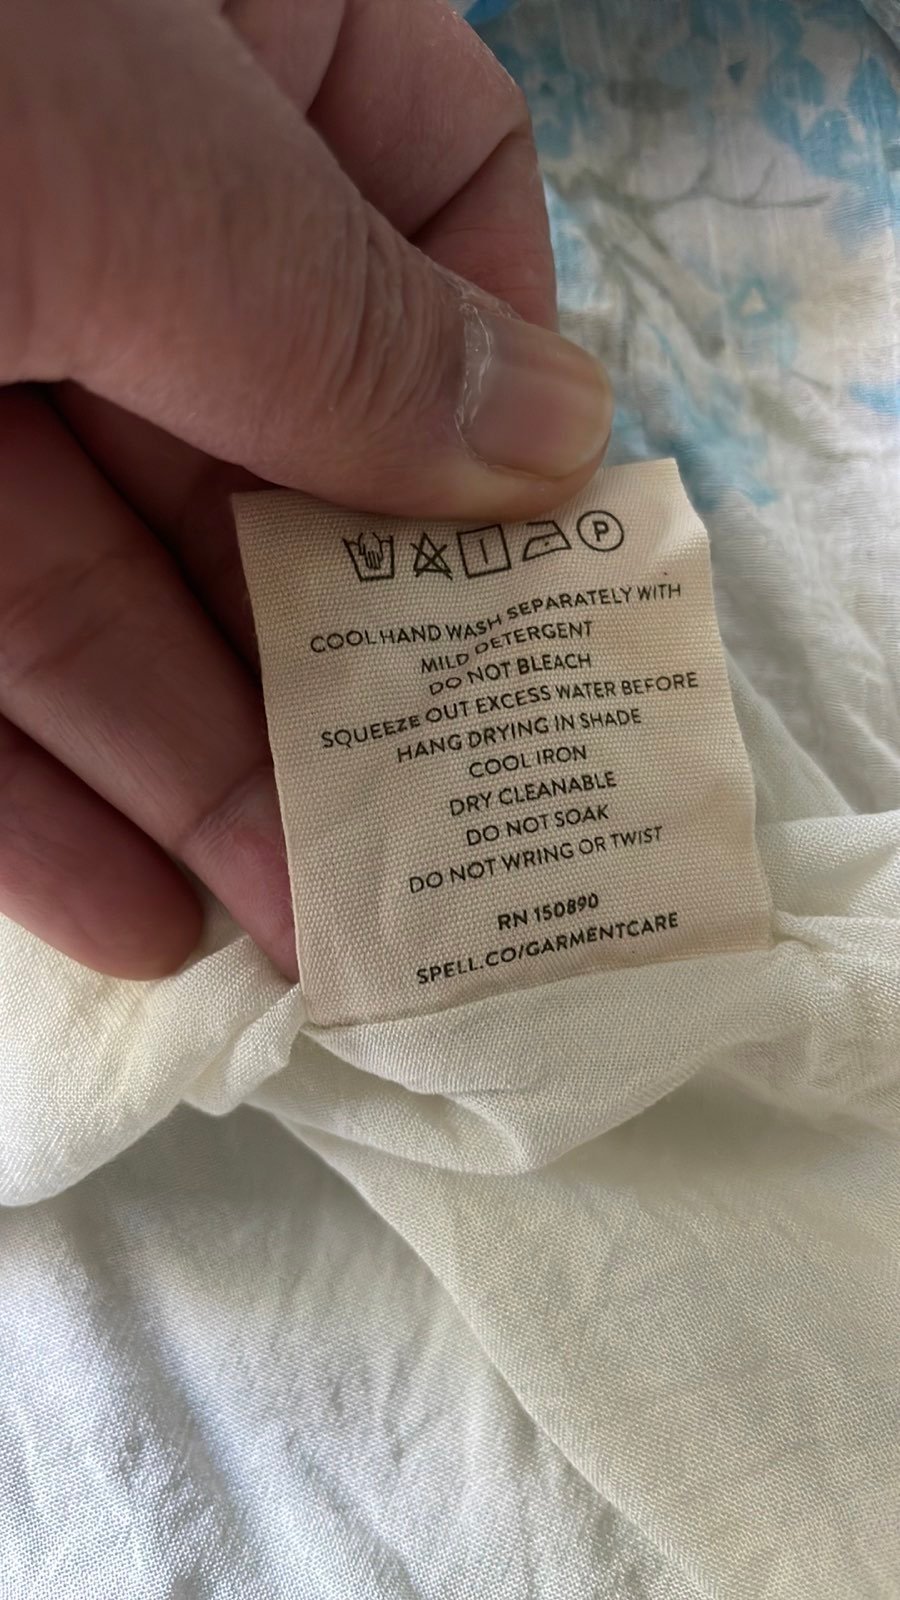 P
COOL HAND WASH SEPARATELY WITH
MILD DETERGENT
DO NOT BLEACH
SQUEEZE OUT EXCESS WATER BEFORE
HANG DRYING IN SHADE
COOL IRON
DRY CLEANABLE
DO NOT SOAK
DO NOT WRING OR TWIST
RN 150890
SPELL.CO/GARMENTCARE